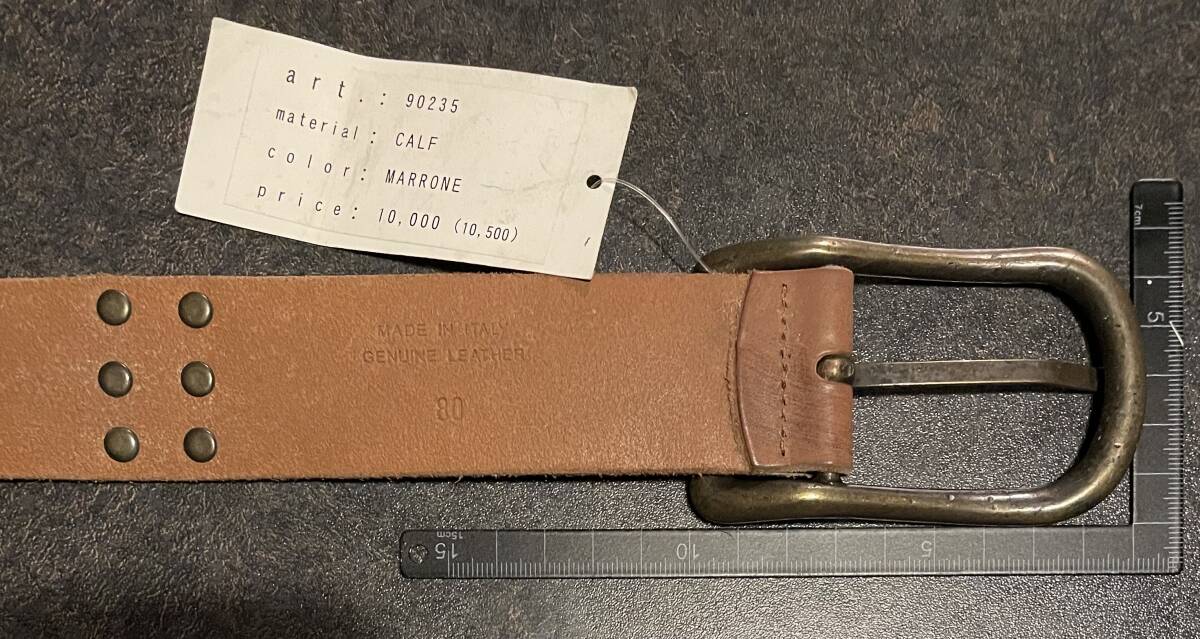 art.: 90235
material: CALF
color: MARRONE
price: 10,000 (10,500)
MADE IN ITALY
GENUINE LEATHER
80
7cm
5
15cm
15
10
5